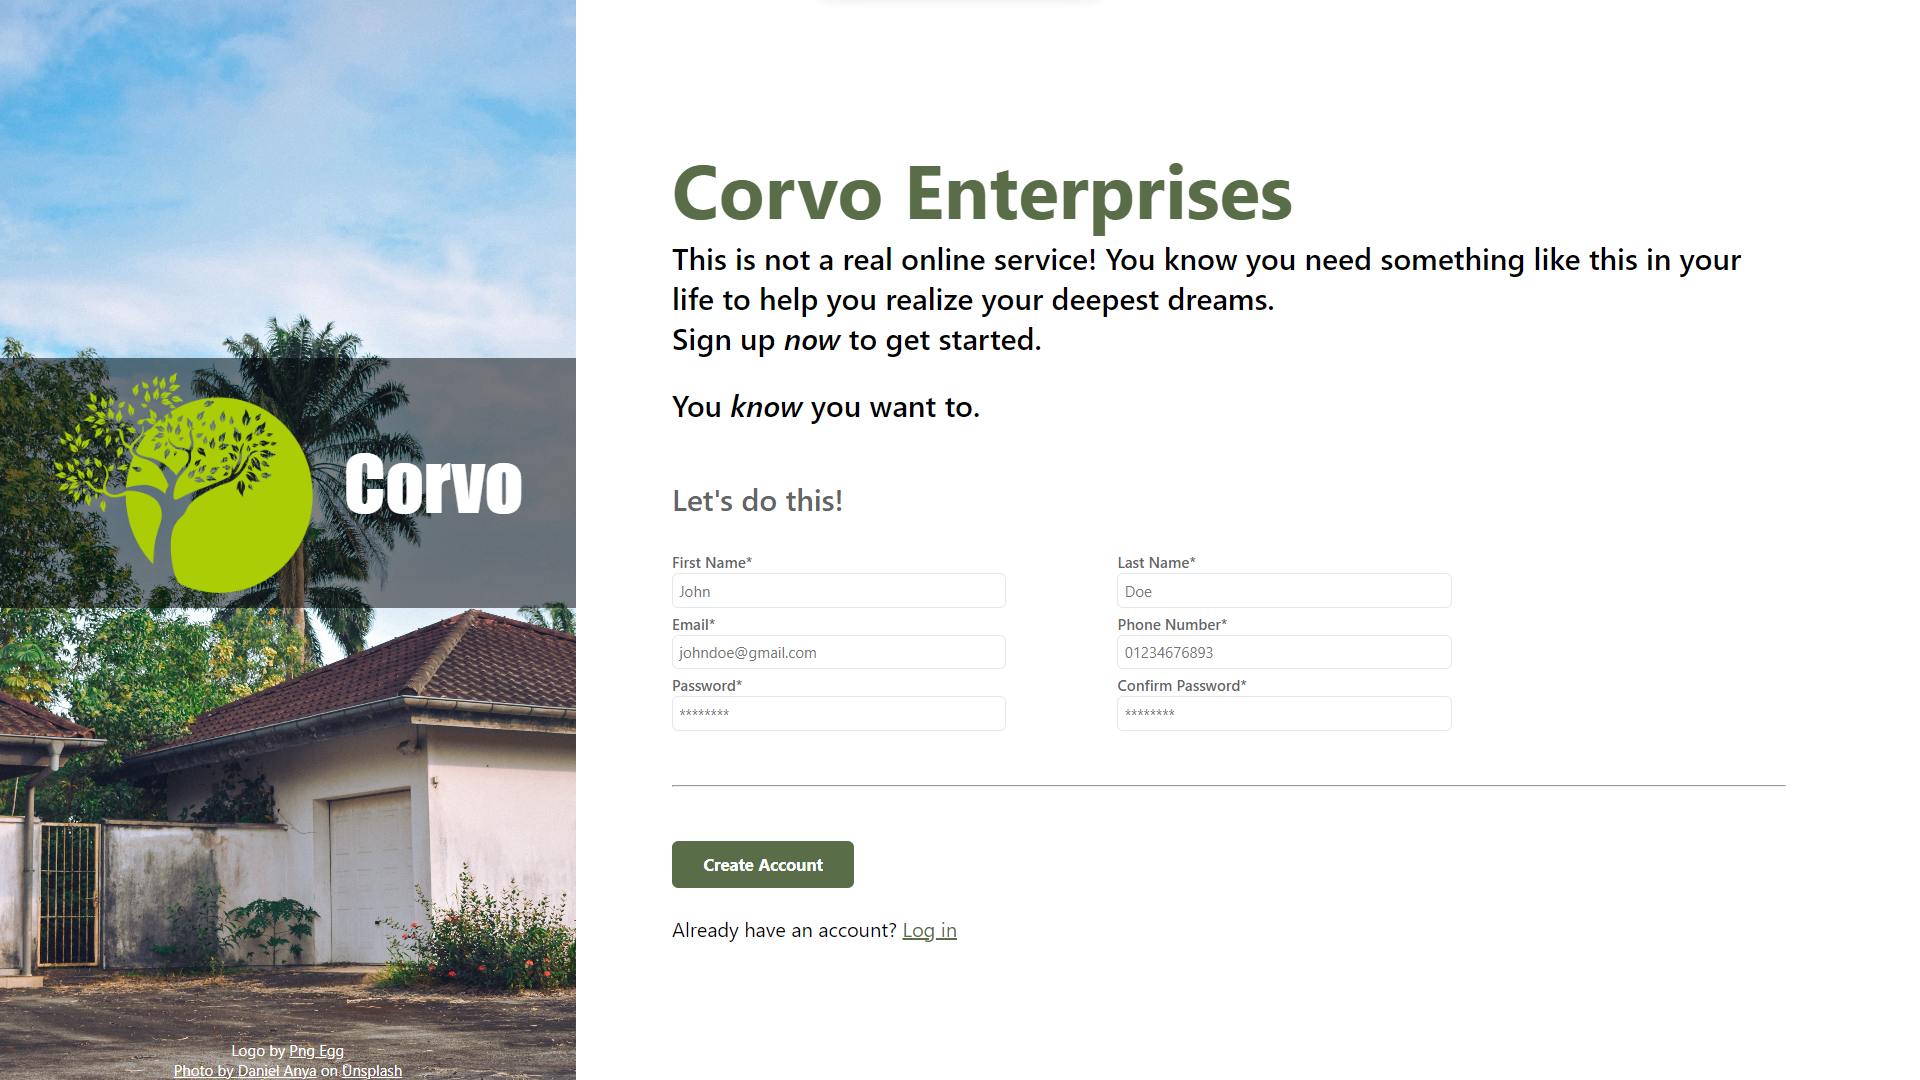 Corvo
Logo by Png Egg
Photo by Daniel Anya on Unsplash
Corvo Enterprises
This is not a real online service! You know you need something like this in your
life to help you realize your deepest dreams.
Sign up now to get started.
You know you want to.
Let's do this!
First Name*
Last Name*
John
Doe
Email*
Phone Number*
johndoe@gmail.com
01234676893
Password*
Confirm Password*
********
********
Create Account
Already have an account? Log in